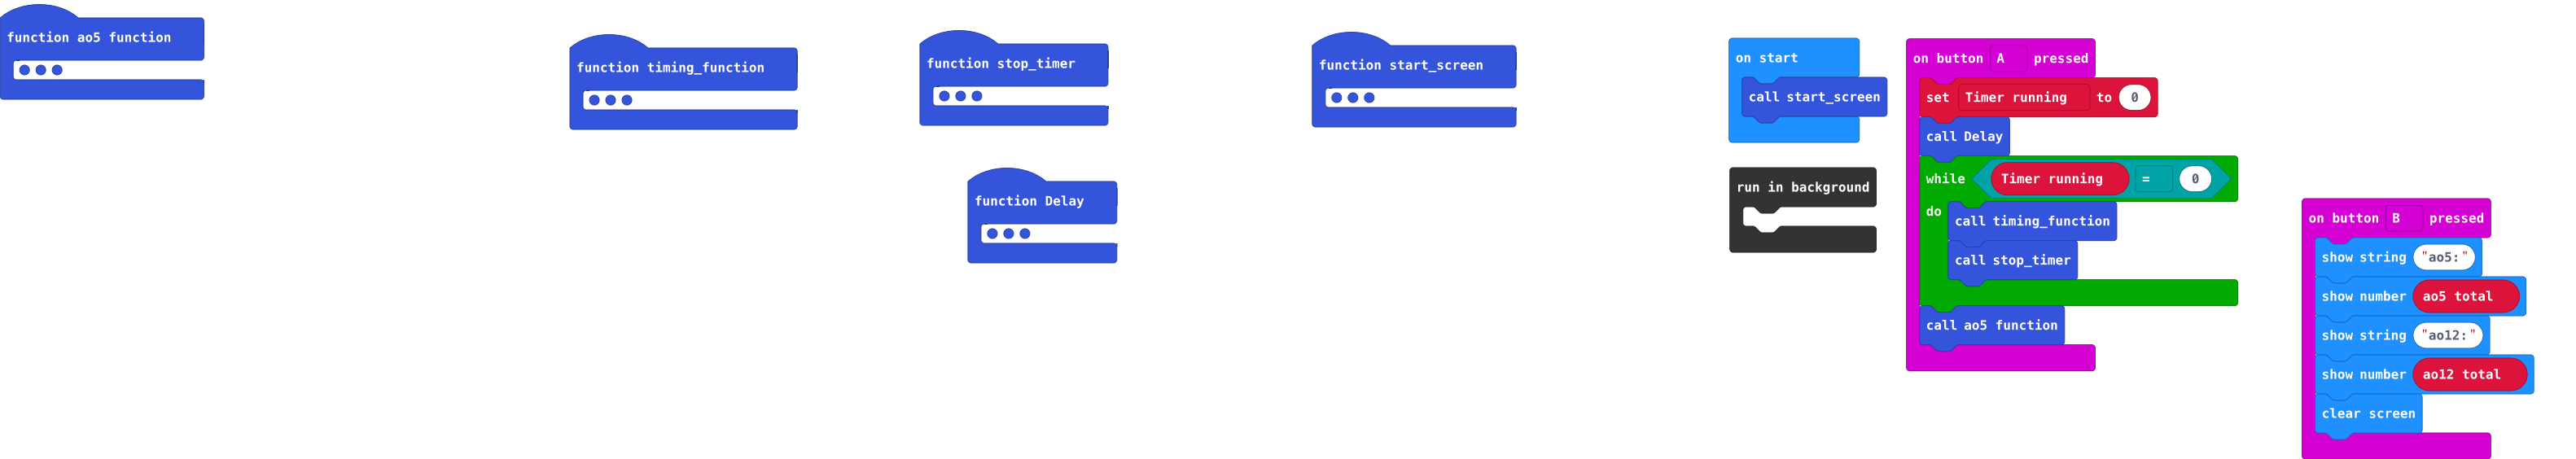 function ao5 function
function timing_function
function stop_timer
function start_screen
function Delay
on start
call start_screen
run in background
on button A pressed
set Timer running to 0
call Delay
while Timer running = 0
do
call timing_function
call stop_timer
call ao5 function
on button B pressed
show string "ao5:"
show number ao5 total
show string "ao12:"
show number ao12 total
clear screen